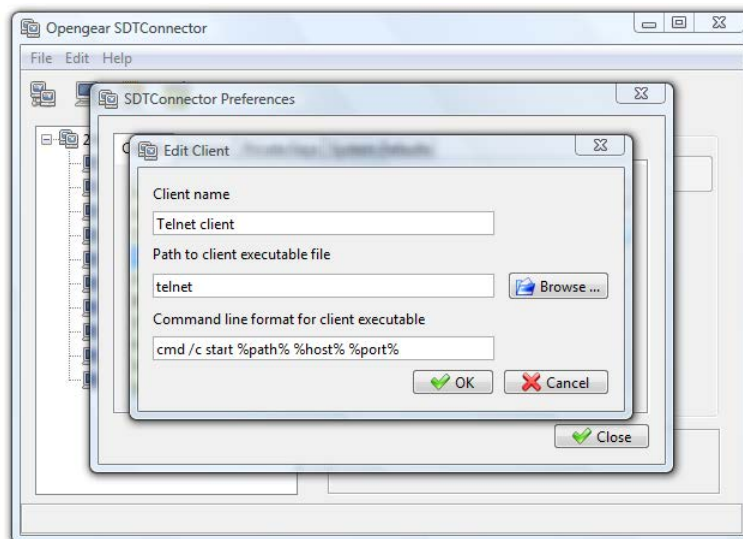 Opengear SDTConnector
File Edit Help
SDTConnector Preferences
Edit Client
Client name
Telnet client
Path to client executable file
telnet
Browse ...
Command line format for client executable
cmd /c start %path% %host% %port%
OK
Cancel
Close